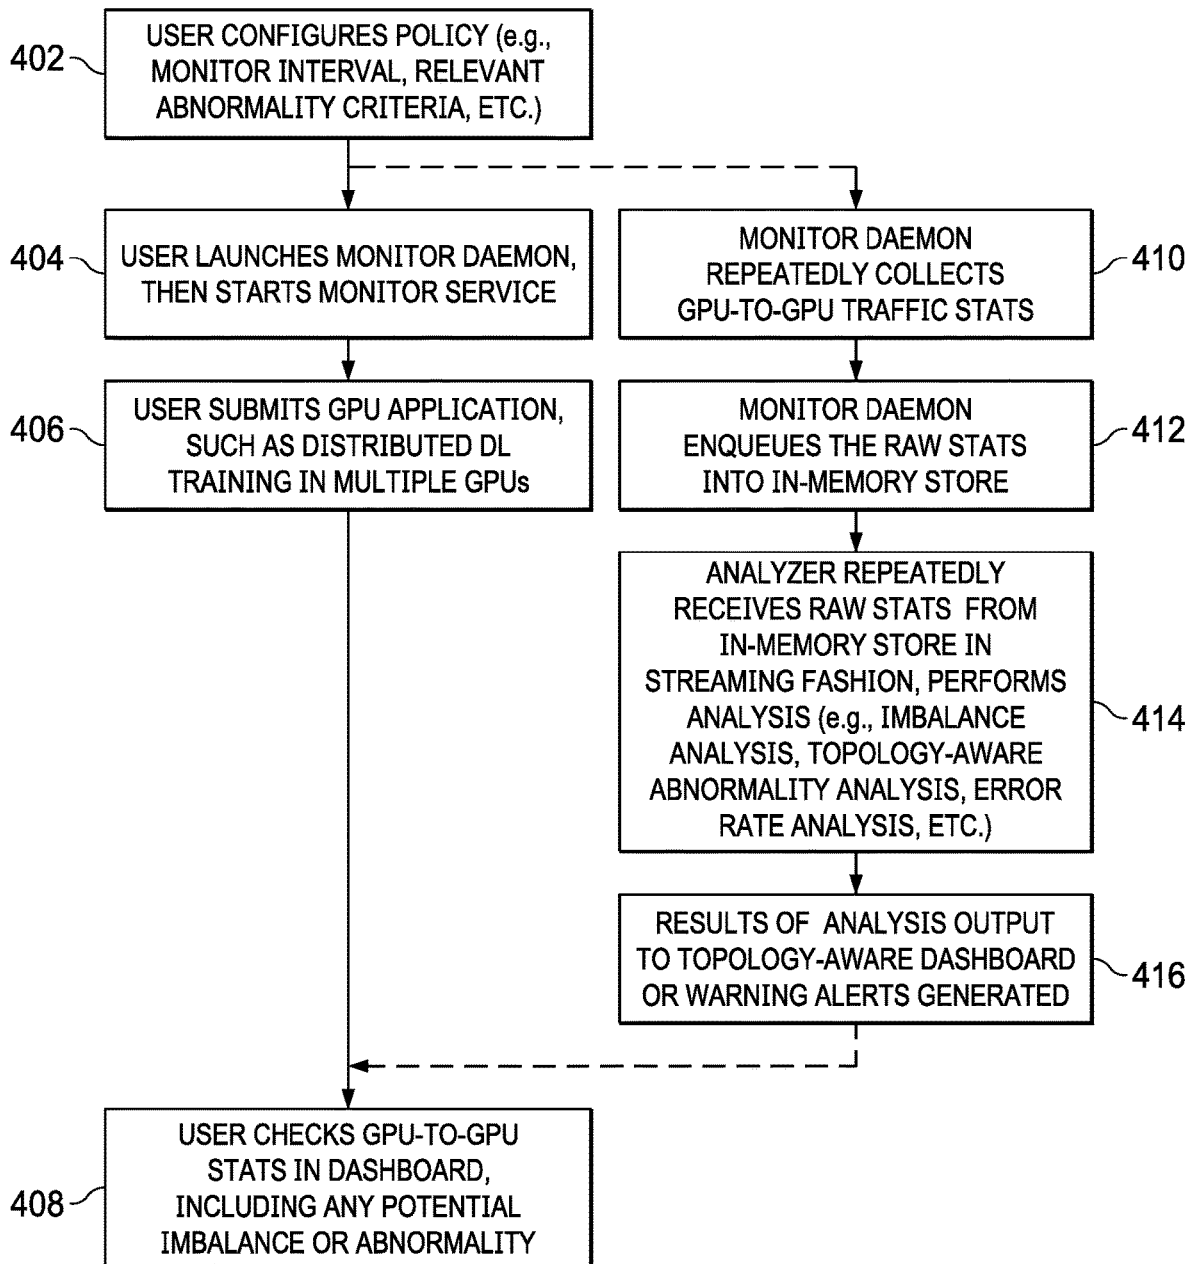 402
USER CONFIGURES POLICY (e.g.,
MONITOR INTERVAL, RELEVANT
ABNORMALITY CRITERIA, ETC.)
404
USER LAUNCHES MONITOR DAEMON,
THEN STARTS MONITOR SERVICE
406
USER SUBMITS GPU APPLICATION,
SUCH AS DISTRIBUTED DL
TRAINING IN MULTIPLE GPUs
MONITOR DAEMON
REPEATEDLY COLLECTS
GPU-TO-GPU TRAFFIC STATS
410
MONITOR DAEMON
ENQUEUES THE RAW STATS
INTO IN-MEMORY STORE
412
ANALYZER REPEATEDLY
RECEIVES RAW STATS FROM
IN-MEMORY STORE IN
STREAMING FASHION, PERFORMS
ANALYSIS (e.g., IMBALANCE
ANALYSIS, TOPOLOGY-AWARE
ABNORMALITY ANALYSIS, ERROR
RATE ANALYSIS, ETC.)
414
RESULTS OF ANALYSIS OUTPUT
TO TOPOLOGY-AWARE DASHBOARD
OR WARNING ALERTS GENERATED
416
408
USER CHECKS GPU-TO-GPU
STATS IN DASHBOARD,
INCLUDING ANY POTENTIAL
IMBALANCE OR ABNORMALITY